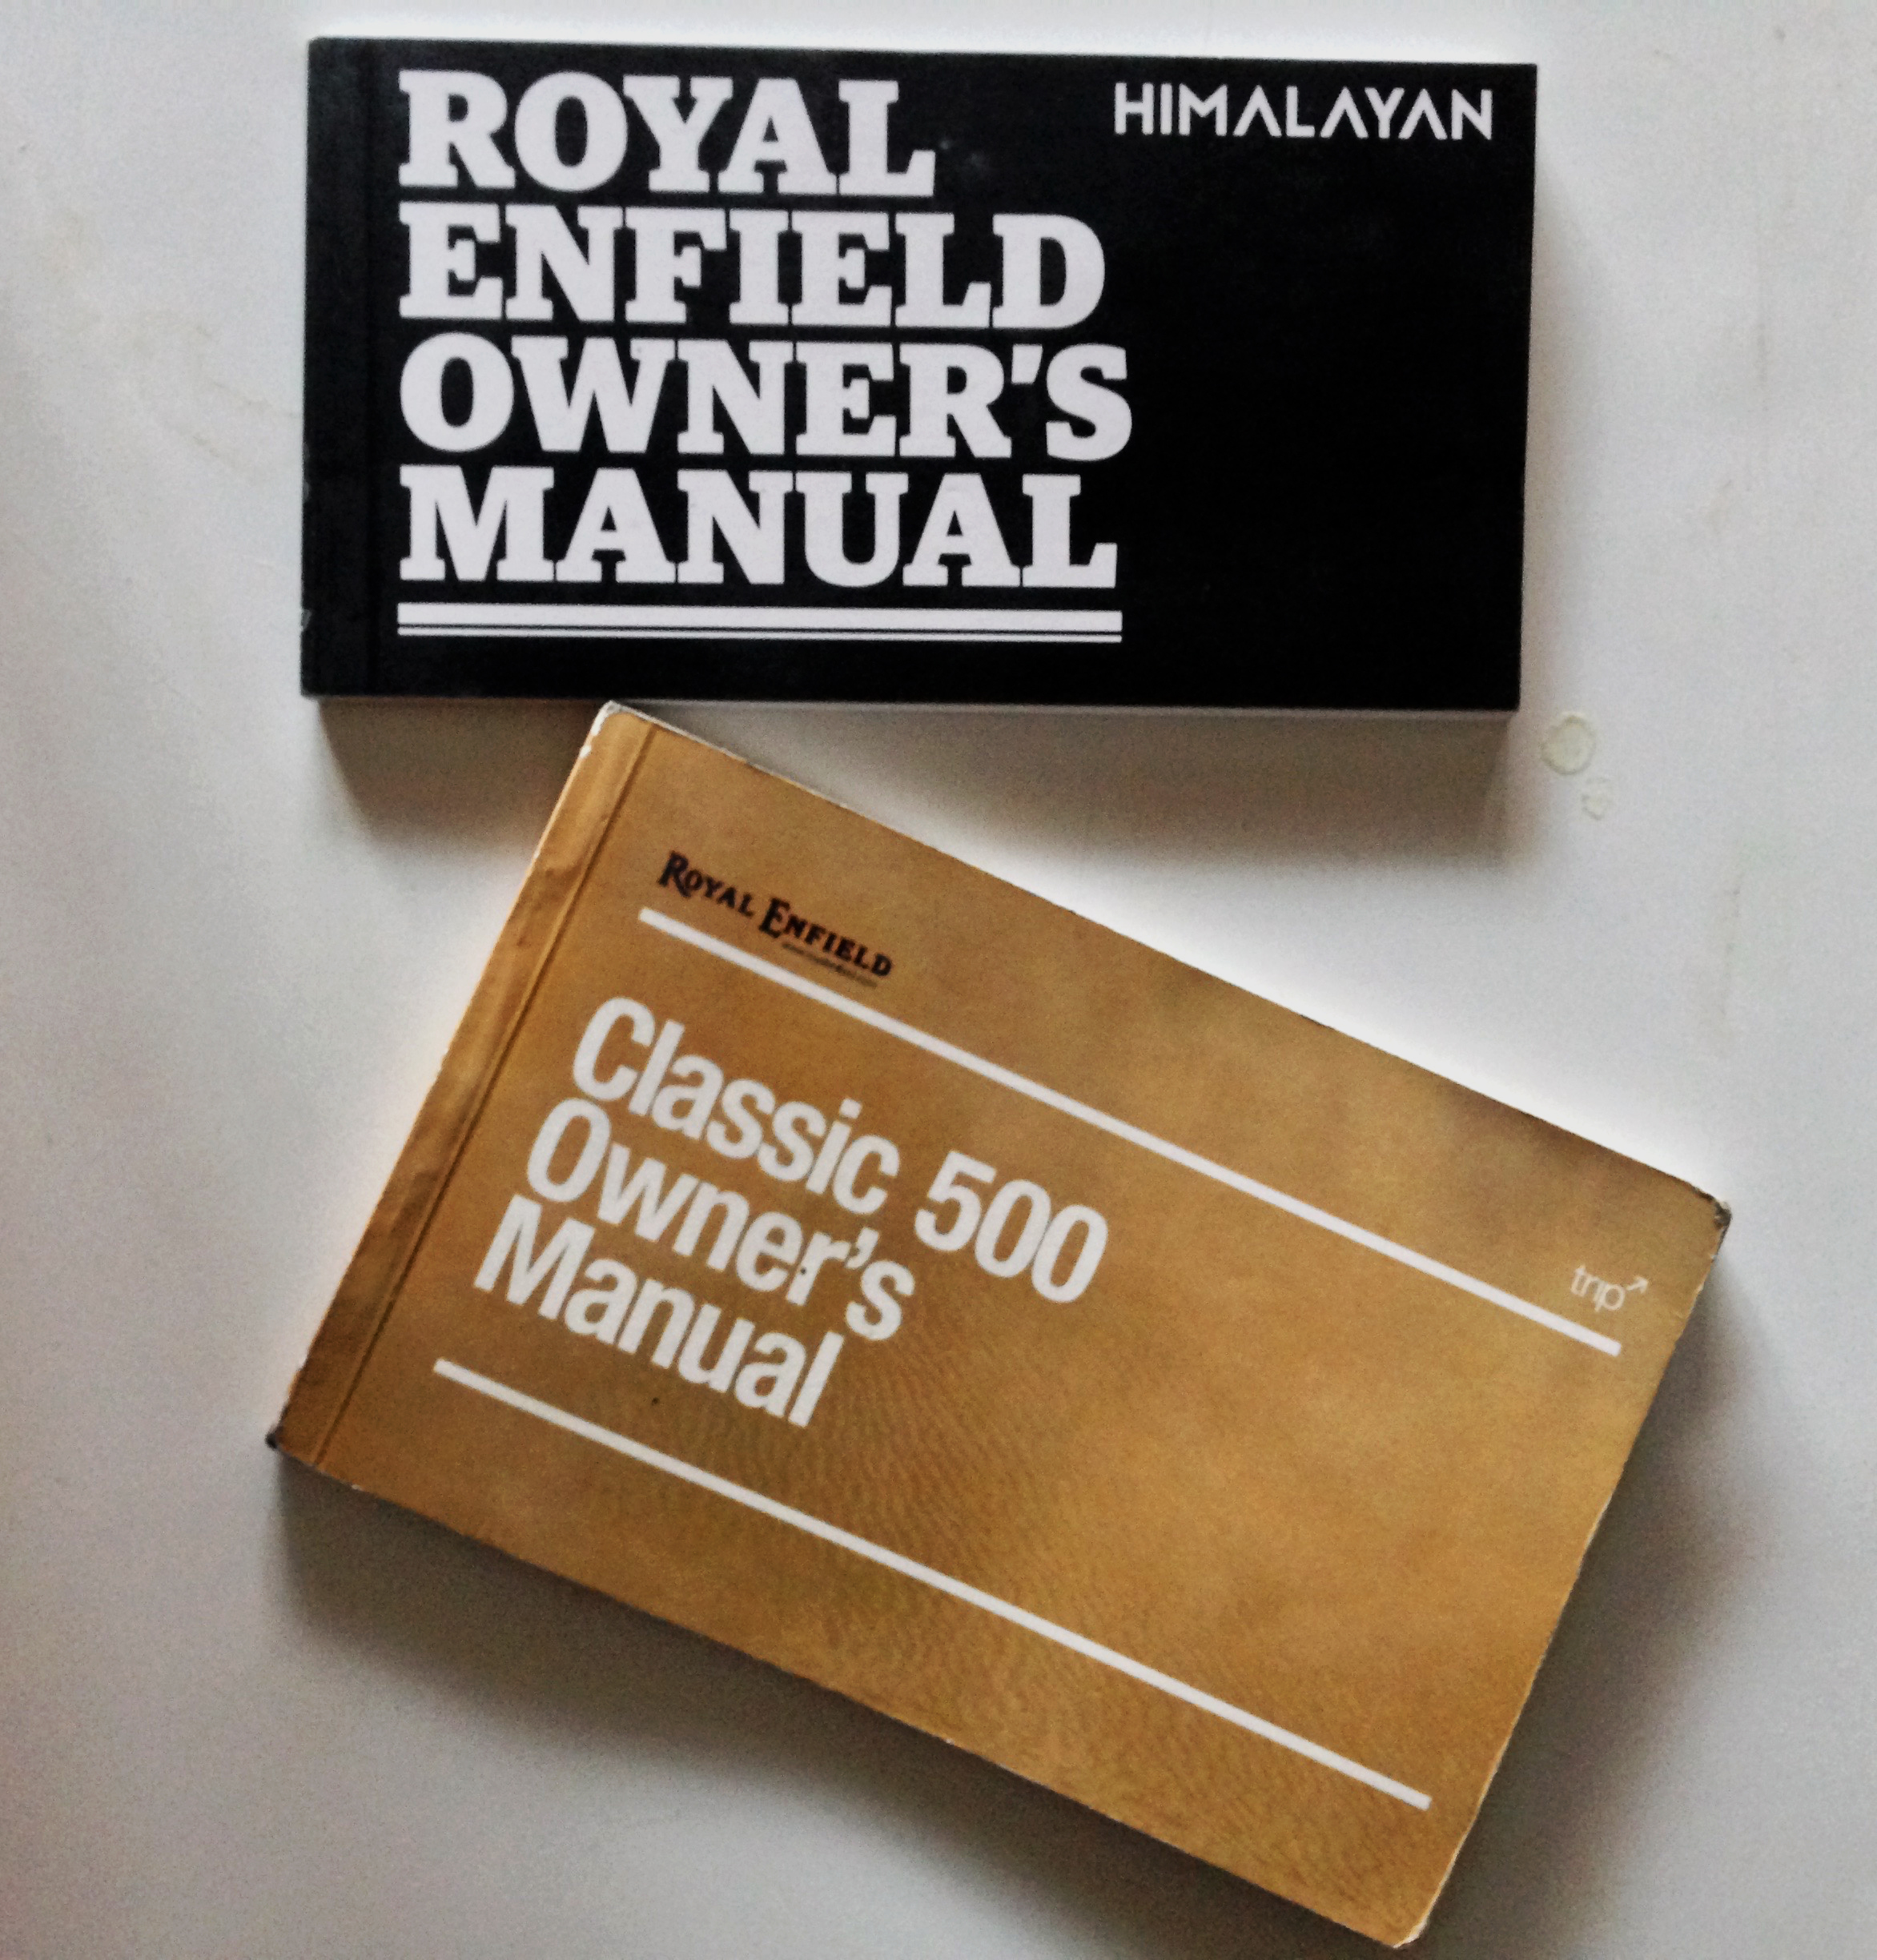 ROYAL
ENFIELD
OWNER'S
MANUAL
HIMALAYAN
ROYAL ENFIELD
Classic 500
Owner's
Manual
trip